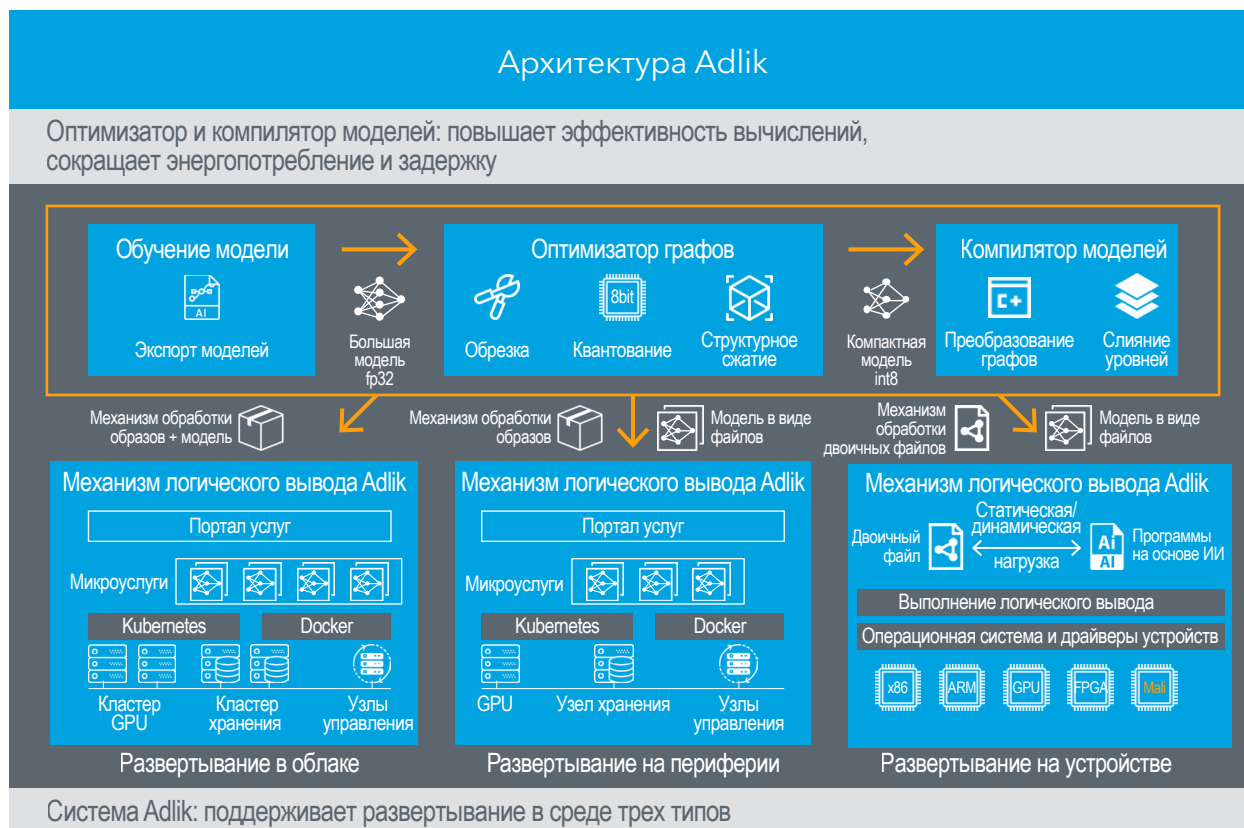 Архитектура Adlik
Оптимизатор и компилятор моделей: повышает эффективность вычислений,
сокращает энергопотребление и задержку
Обучение модели
AI
Экспорт моделей
Большая
модель
fp32
Оптимизатор графов
8bit
Обрезка
Квантование
Структурное
сжатие
Компактная
модель
int8
Компилятор моделей
C+
Преобразование
графов
Слияние
уровней
Механизм обработки
образов + модель
Механизм обработки
образов
Модель в виде
файлов
Механизм
обработки
двоичных файлов
Модель в виде
файлов
Механизм логического вывода Adlik
Портал услуг
Микроуслуги
Kubernetes
Docker
Кластер
GPU
Кластер
хранения
Узлы
управления
Развертывание в облаке
Механизм логического вывода Adlik
Портал услуг
Микроуслуги
Kubernetes
Docker
GPU
Узел хранения
Узлы
управления
Развертывание на периферии
Механизм логического вывода Adlik
Двоичный
файл
Статическая/
динамическая
нагрузка
Ai
AI
Программы
на основе ИИ
Выполнение логического вывода
Операционная система и драйверы устройств
x86
ARM
GPU
FPGA
Mali
Развертывание на устройстве
Система Adlik: поддерживает развертывание в среде трех типов